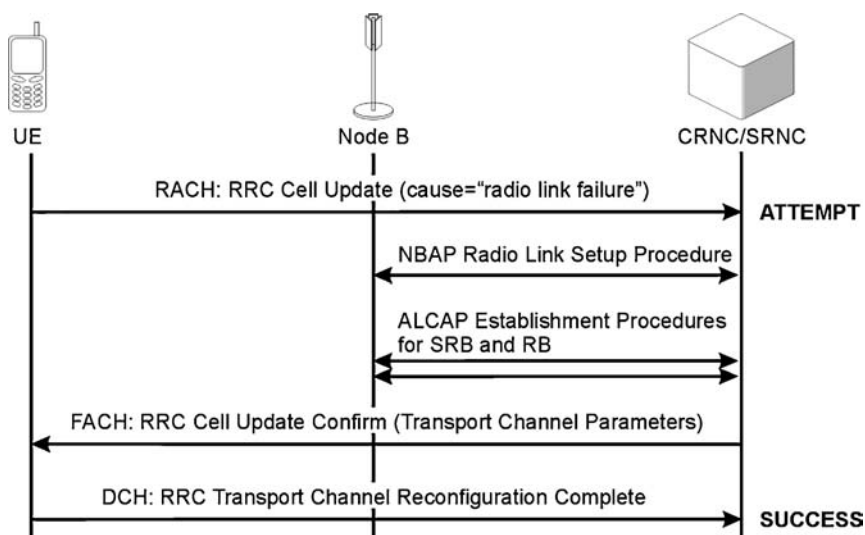 UE
Node B
CRNC/SRNC
RACH: RRC Cell Update (cause=“radio link failure”)
ATTEMPT
NBAP Radio Link Setup Procedure
ALCAP Establishment Procedures
for SRB and RB
FACH: RRC Cell Update Confirm (Transport Channel Parameters)
DCH: RRC Transport Channel Reconfiguration Complete
SUCCESS